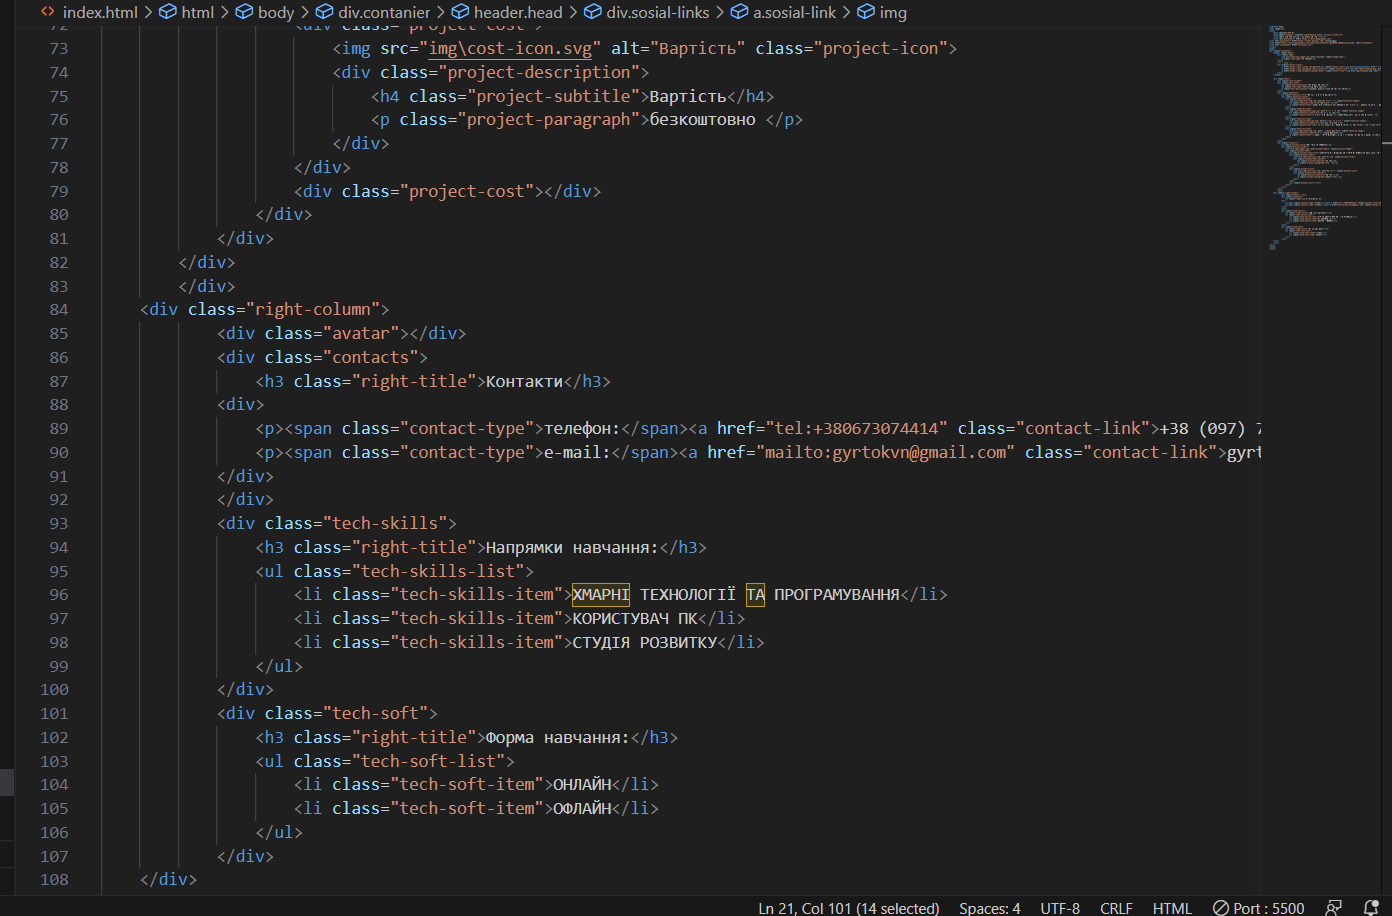 index.html > html > body > div.contanier > header.head > div.sosial-links > a.sosial-link > img
72 <div class="project-cost">
73 <img src="img\cost-icon.svg" alt="Вартість" class="project-icon">
74 <div class="project-description">
75 <h4 class="project-subtitle">Вартість</h4>
76 <p class="project-paragraph">безкоштовно </p>
77 </div>
78 </div>
79 <div class="project-cost"></div>
80 </div>
81 </div>
82 </div>
83 </div>
84 <div class="right-column">
85 <div class="avatar"></div>
86 <div class="contacts">
87 <h3 class="right-title">Контакти</h3>
88 <div>
89 <p><span class="contact-type">телефон:</span><a href="tel:+380673074414" class="contact-link">+38 (097) 7
90 <p><span class="contact-type">e-mail:</span><a href="mailto:gyrtokvn@gmail.com" class="contact-link">gyrt
91 </div>
92 </div>
93 <div class="tech-skills">
94 <h3 class="right-title">Напрямки навчання:</h3>
95 <ul class="tech-skills-list">
96 <li class="tech-skills-item">ХМАРНІ ТЕХНОЛОГІЇ ТА ПРОГРАМУВАННЯ</li>
97 <li class="tech-skills-item">КОРИСТУВАЧ ПК</li>
98 <li class="tech-skills-item">СТУДІЯ РОЗВИТКУ</li>
99 </ul>
100 </div>
101 <div class="tech-soft">
102 <h3 class="right-title">Форма навчання:</h3>
103 <ul class="tech-soft-list">
104 <li class="tech-soft-item">ОНЛАЙН</li>
105 <li class="tech-soft-item">ОФЛАЙН</li>
106 </ul>
107 </div>
108 </div>
Ln 21, Col 101 (14 selected) Spaces: 4 UTF-8 CRLF HTML Port : 5500